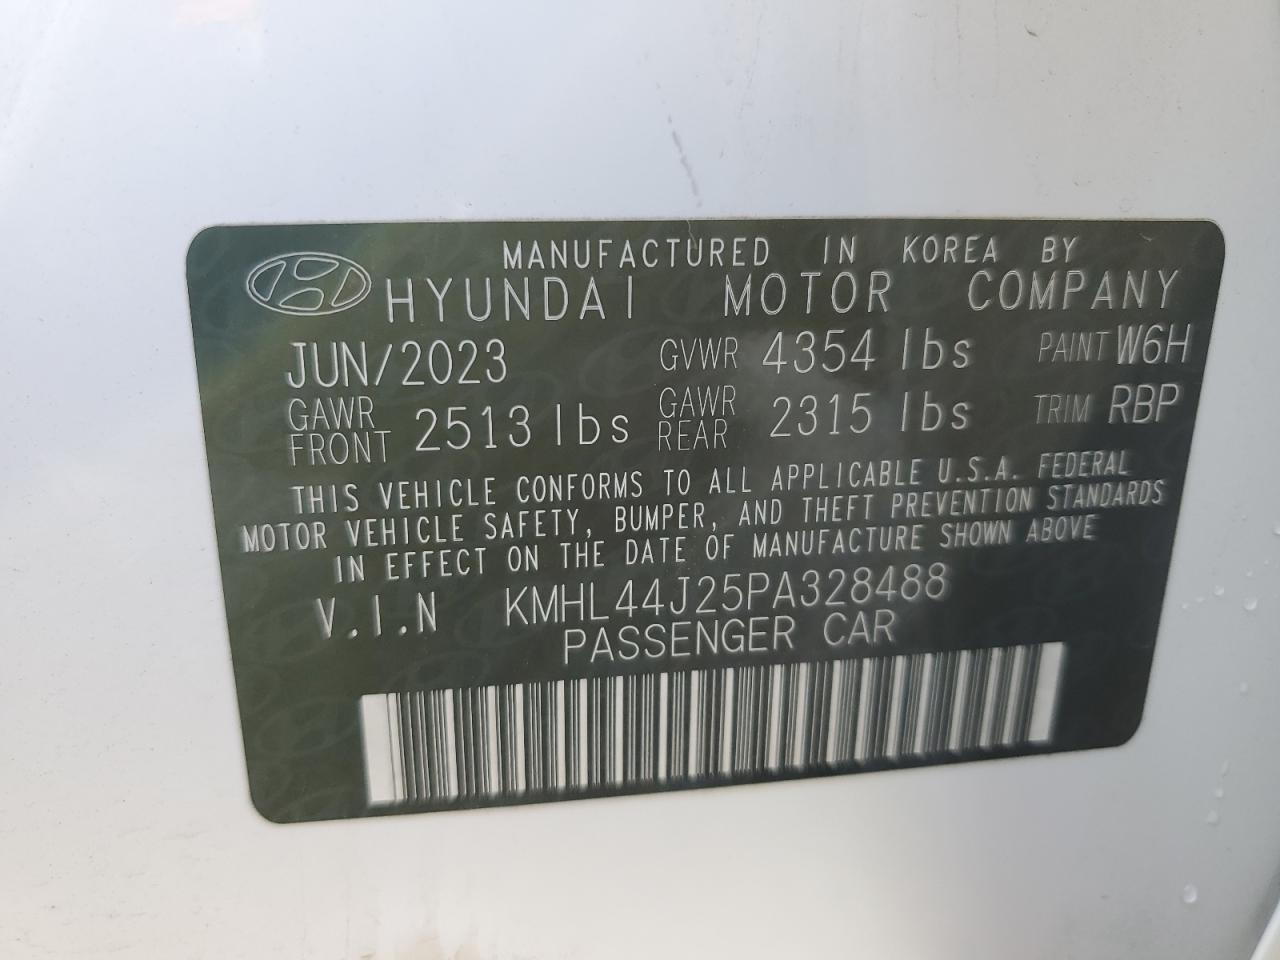 MANUFACTURED IN KOREA BY
HYUNDAI MOTOR COMPANY
JUN/2023 GVWR 4354 lbs PAINT W6H
GAWR FRONT 2513 lbs GAWR REAR 2315 lbs TRIM RBP
THIS VEHICLE CONFORMS TO ALL APPLICABLE U.S.A. FEDERAL
MOTOR VEHICLE SAFETY, BUMPER, AND THEFT PREVENTION STANDARDS
IN EFFECT ON THE DATE OF MANUFACTURE SHOWN ABOVE
V.I.N KMHL44J25PA328488
PASSENGER CAR